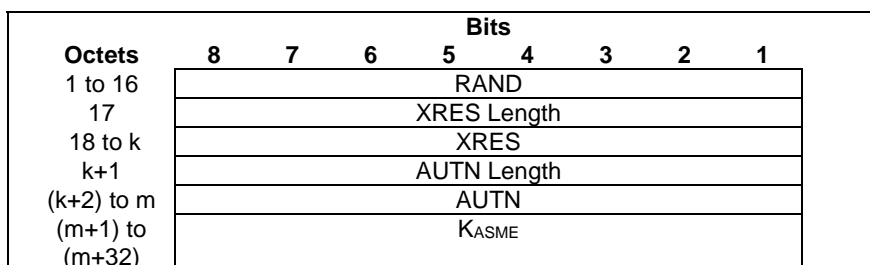 Bits
Octets 8 7 6 5 4 3 2 1
1 to 16 RAND
17 XRES Length
18 to k XRES
k+1 AUTN Length
(k+2) to m AUTN
(m+1) to KASME
(m+32)